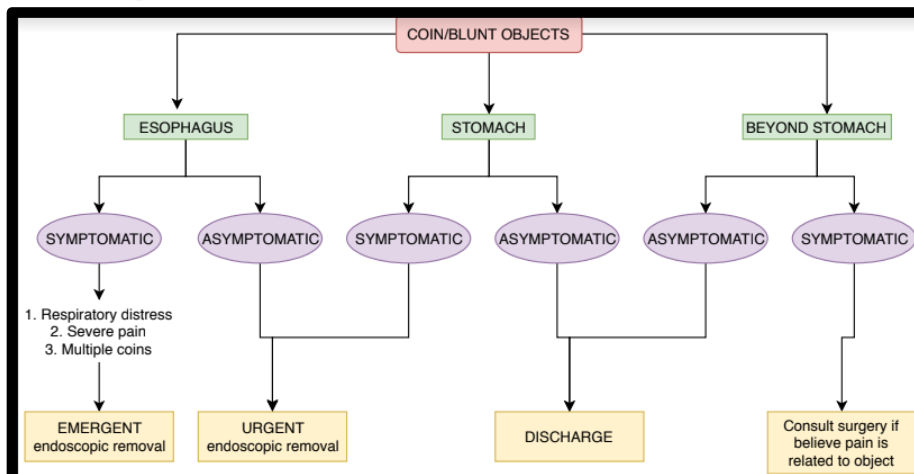 COIN/BLUNT OBJECTS
ESOPHAGUS
STOMACH
BEYOND STOMACH
SYMPTOMATIC
ASYMPTOMATIC
SYMPTOMATIC
ASYMPTOMATIC
ASYMPTOMATIC
SYMPTOMATIC
1. Respiratory distress
2. Severe pain
3. Multiple coins
EMERGENT
endoscopic removal
URGENT
endoscopic removal
DISCHARGE
Consult surgery if
believe pain is
related to object